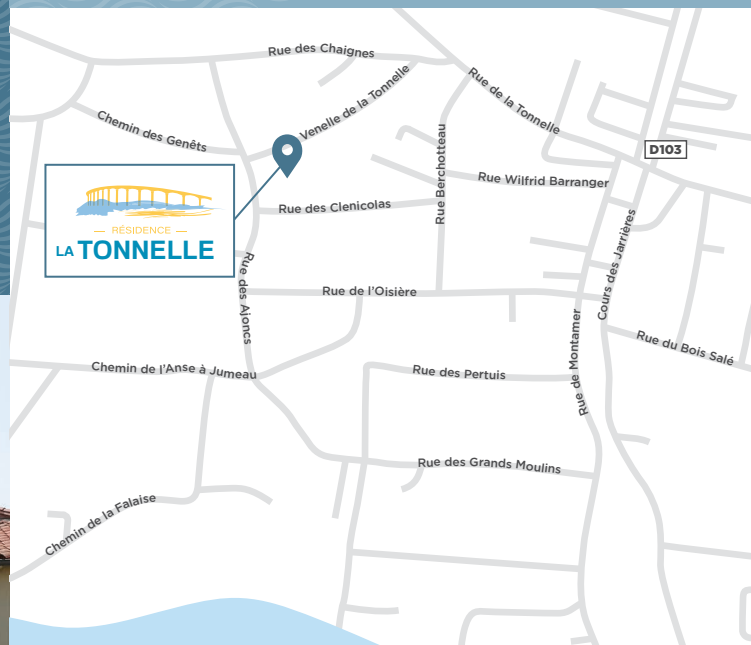 Rue des Chaignes
Venelle de la Tonnelle
Rue de la Tonnelle
Chemin des Genêts
D103
Rue Berchotteau
Rue Wilfrid Barranger
RÉSIDENCE
LA TONNELLE
Rue des Clenicolas
Cours des Jarrières
Rue des Ajoncs
Rue de l'Oisière
Rue du Bois Salé
Rue de Montamer
Chemin de l'Anse à Jumeau
Rue des Pertuis
Rue des Grands Moulins
Chemin de la Falaise